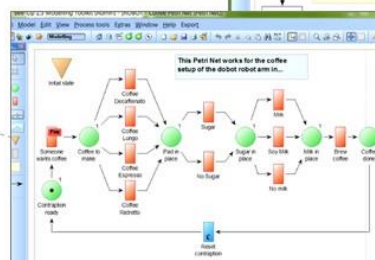 Model Edit View Process tools Extras Window Help Export
Modelling
This Petri Net works for the coffee
setup of the dobot robot arm in...
Initial state
Coffee
Decaffeinato
Coffee
Lungo
Coffee
Espresso
Coffee
Ristretto
Someone
wants coffee
Coffee to
make
Pad in
place
Sugar
No Sugar
Sugar in
place
Milk
Soy Milk
No milk
Milk in
place
Brew
coffee
Coffee
done
Contraption
ready
Reset
contraption